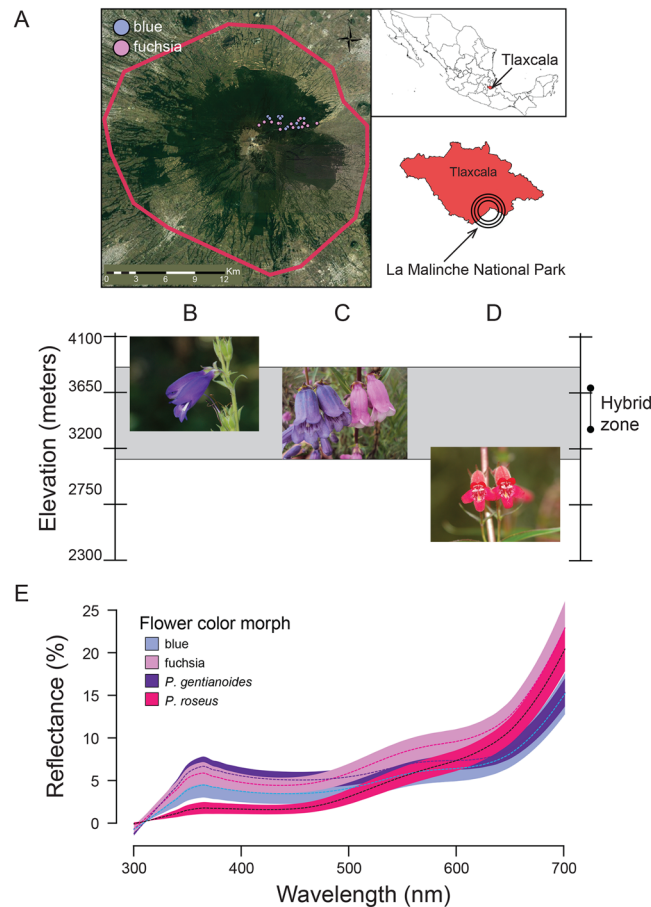 A
blue
fuchsia
Km
0 3 6 9 12
Tlaxcala
Tlaxcala
La Malinche National Park
B
C
D
Elevation (meters)
4100
3650
3200
2750
2300
Hybrid
zone
E
Reflectance (%)
25
20
15
10
5
0
Flower color morph
blue
fuchsia
P. gentianoides
P. roseus
300 400 500 600 700
Wavelength (nm)